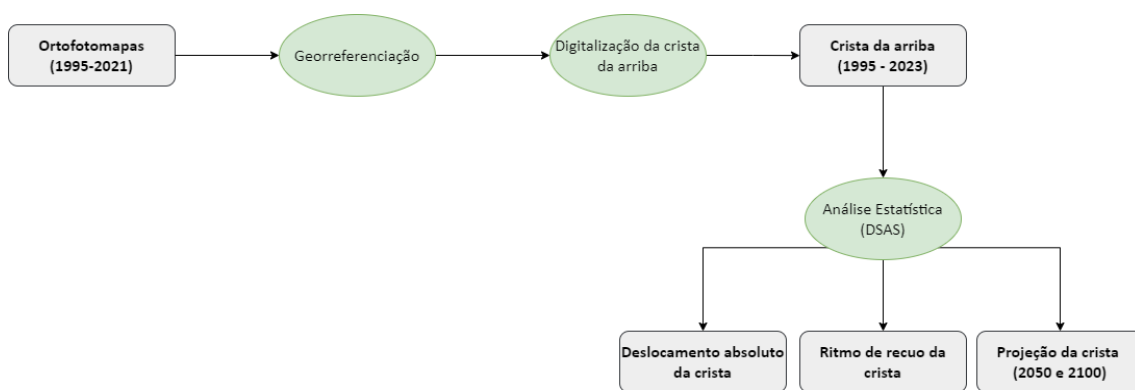 Ortofotomapas
(1995-2021)
Georreferenciação
Digitalização da crista
da arriba
Crista da arriba
(1995 - 2023)
Análise Estatística
(DSAS)
Deslocamento absoluto
da crista
Ritmo de recuo da
crista
Projeção da crista
(2050 e 2100)